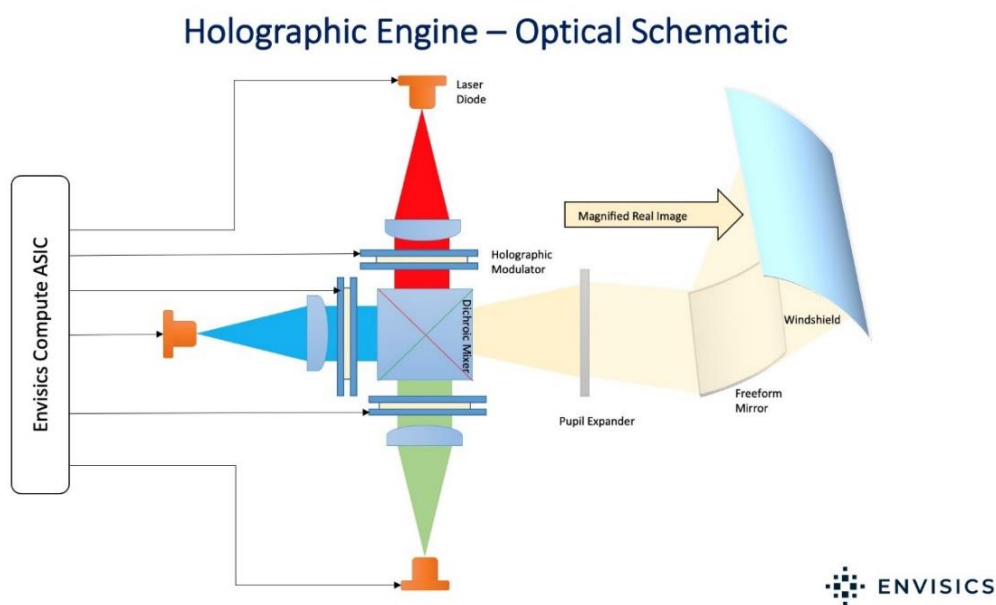 Holographic Engine – Optical Schematic
Laser
Diode
Envisics Compute ASIC
Magnified Real Image
Holographic
Modulator
Dichroic Mixer
Windshield
Freeform
Mirror
Pupil Expander
ENVISICS